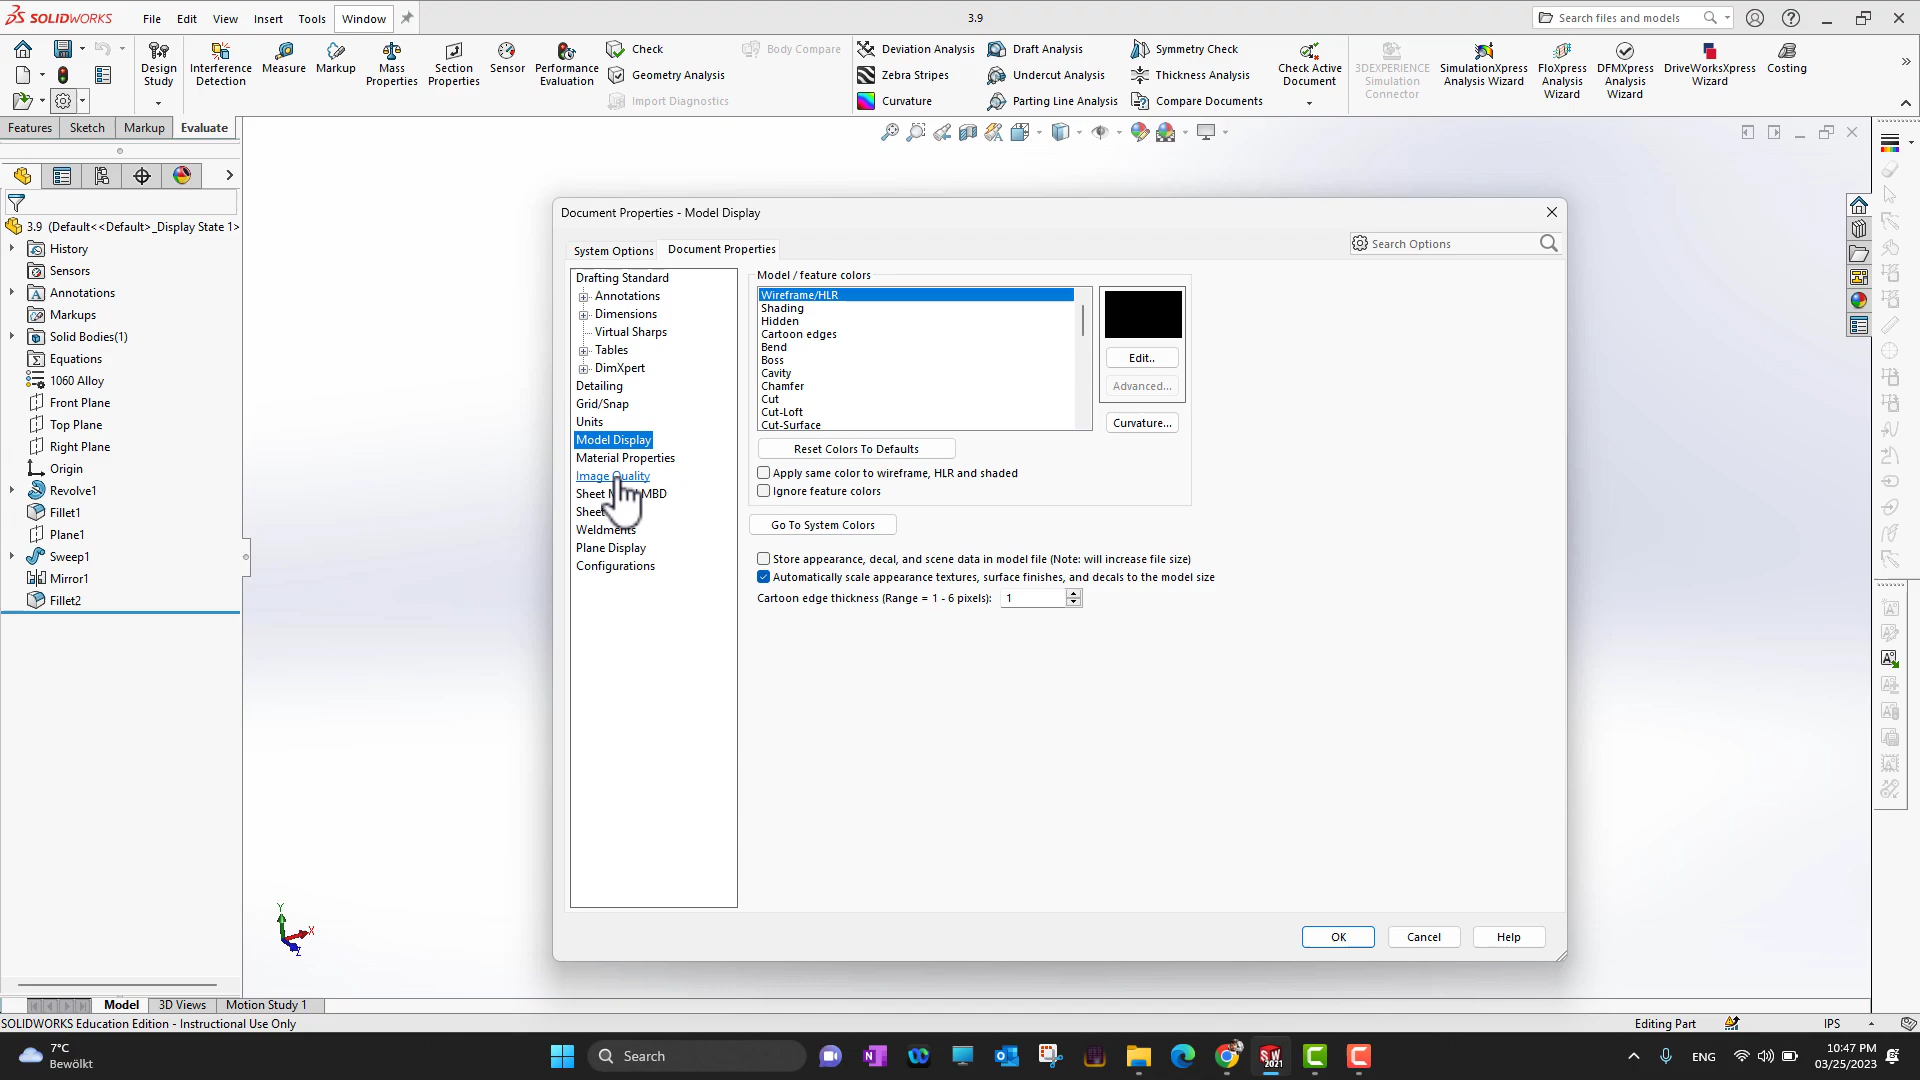 SOLIDWORKS
File Edit View Insert Tools Window
3.9
Search files and models
Design Study
Interference Detection
Measure
Markup
Mass Properties
Section Properties
Sensor
Performance Evaluation
Check
Geometry Analysis
Import Diagnostics
Body Compare
Deviation Analysis
Zebra Stripes
Curvature
Draft Analysis
Undercut Analysis
Parting Line Analysis
Symmetry Check
Thickness Analysis
Compare Documents
Check Active Document
3DEXPERIENCE Simulation Connector
SimulationXpress Analysis Wizard
FloXpress Analysis Wizard
DFMXpress Analysis Wizard
DriveWorksXpress Wizard
Costing
Features Sketch Markup Evaluate
3.9 (Default<<Default>_Display State 1>
History
Sensors
Annotations
Markups
Solid Bodies(1)
Equations
1060 Alloy
Front Plane
Top Plane
Right Plane
Origin
Revolve1
Fillet1
Plane1
Sweep1
Mirror1
Fillet2
Document Properties - Model Display
System Options Document Properties
Search Options
Drafting Standard
Annotations
Dimensions
Virtual Sharps
Tables
DimXpert
Detailing
Grid/Snap
Units
Model Display
Material Properties
Image Quality
Sheet MBD
Sheet
Weldments
Plane Display
Configurations
Model / feature colors
Wireframe/HLR
Shading
Hidden
Cartoon edges
Bend
Boss
Cavity
Chamfer
Cut
Cut-Loft
Cut-Surface
Edit..
Advanced...
Curvature...
Reset Colors To Defaults
Apply same color to wireframe, HLR and shaded
Ignore feature colors
Go To System Colors
Store appearance, decal, and scene data in model file (Note: will increase file size)
Automatically scale appearance textures, surface finishes, and decals to the model size
Cartoon edge thickness (Range = 1 - 6 pixels): 1
OK Cancel Help
Y
X
Z
Model 3D Views Motion Study 1
SOLIDWORKS Education Edition - Instructional Use Only
Editing Part
IPS
7°C
Bewölkt
Search
SW
2021
ENG
10:47 PM
03/25/2023